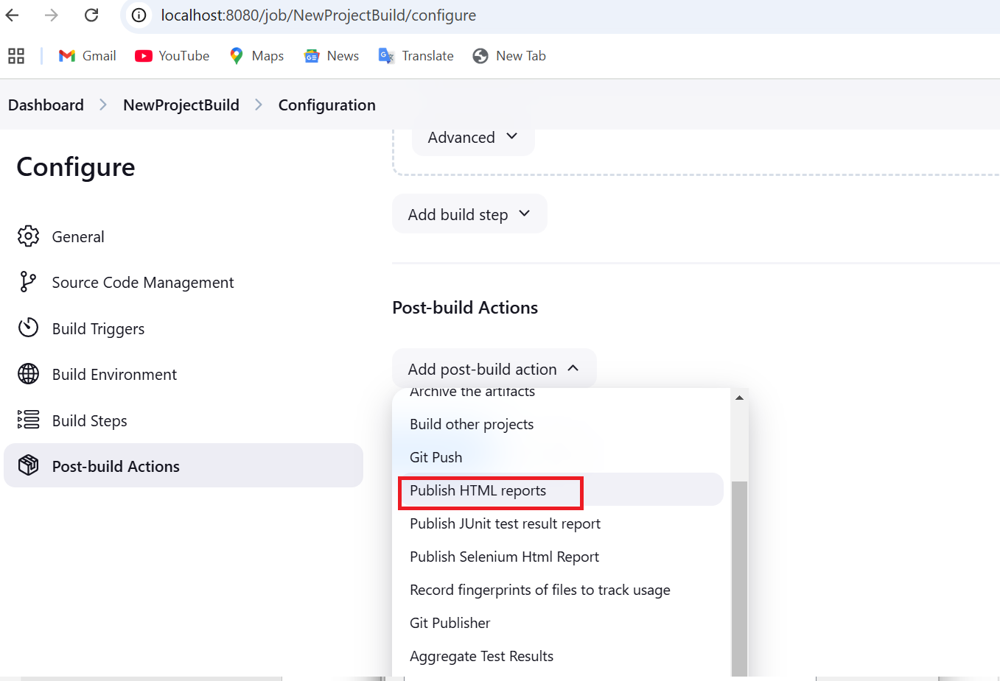 localhost:8080/job/NewProjectBuild/configure
Gmail YouTube Maps News Translate New Tab
Dashboard NewProjectBuild Configuration
Advanced
Configure
Add build step
General
Source Code Management
Post-build Actions
Build Triggers
Add post-build action
Build Environment
Archive the artifacts
Build Steps
Build other projects
Post-build Actions
Git Push
Publish HTML reports
Publish JUnit test result report
Publish Selenium Html Report
Record fingerprints of files to track usage
Git Publisher
Aggregate Test Results